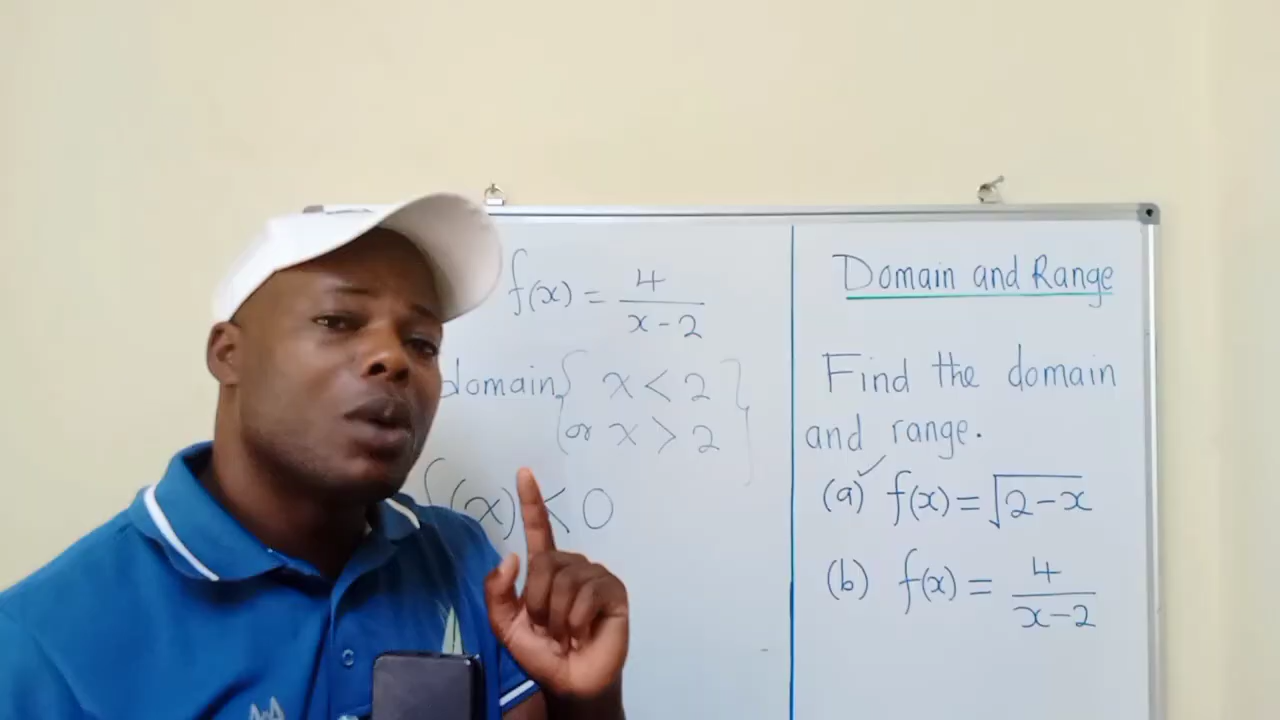 f(x) = 4/(x-2)
domain { x < 2
or x > 2 }
f(x) < 0
Domain and Range
Find the domain
and range.
(a) ✓ f(x) = √(2-x)
(b) f(x) = 4/(x-2)